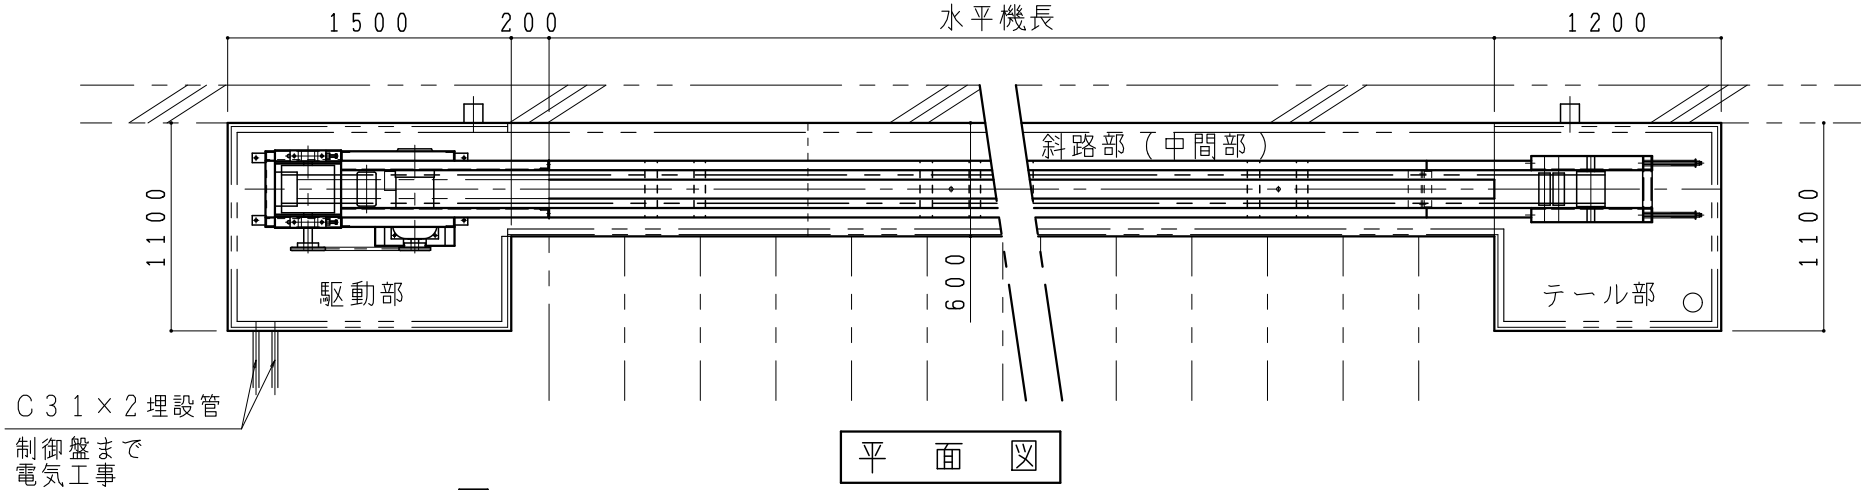 1500
200
水平機長
1200
斜路部(中間部)
1100
1100
600
駆動部
テール部
C31×2埋設管
制御盤まで
電気工事
平面図